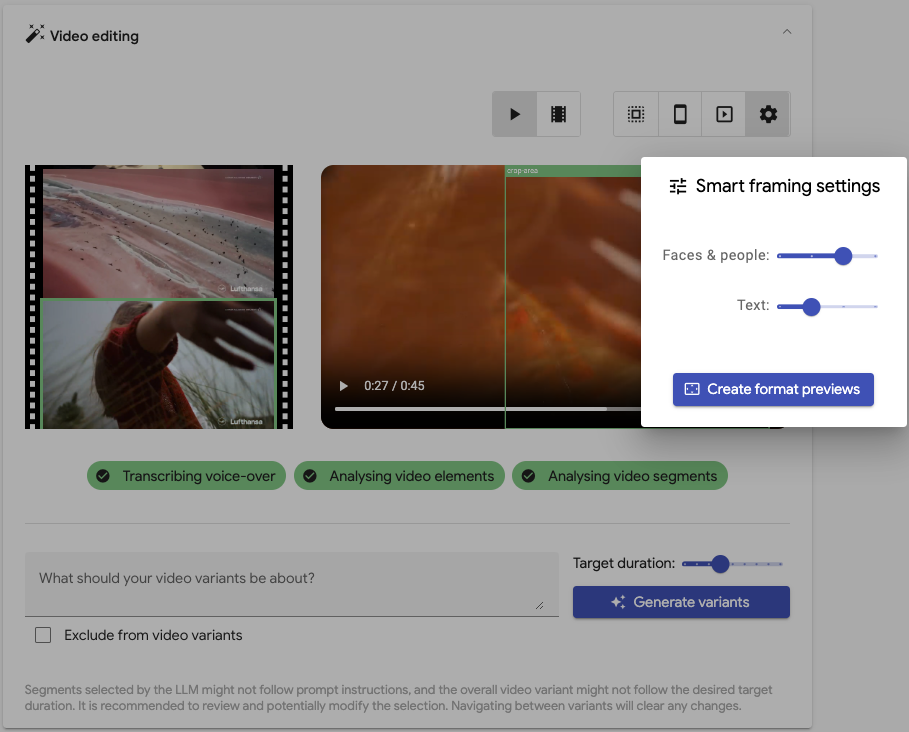 Video editing
crop-area
Smart framing settings
Faces & people:
Text:
Create format previews
Lufthansa
Lufthansa
0:27 / 0:45
Transcribing voice-over
Analysing video elements
Analysing video segments
What should your video variants be about?
Target duration:
Generate variants
Exclude from video variants
Segments selected by the LLM might not follow prompt instructions, and the overall video variant might not follow the desired target
duration. It is recommended to review and potentially modify the selection. Navigating between variants will clear any changes.